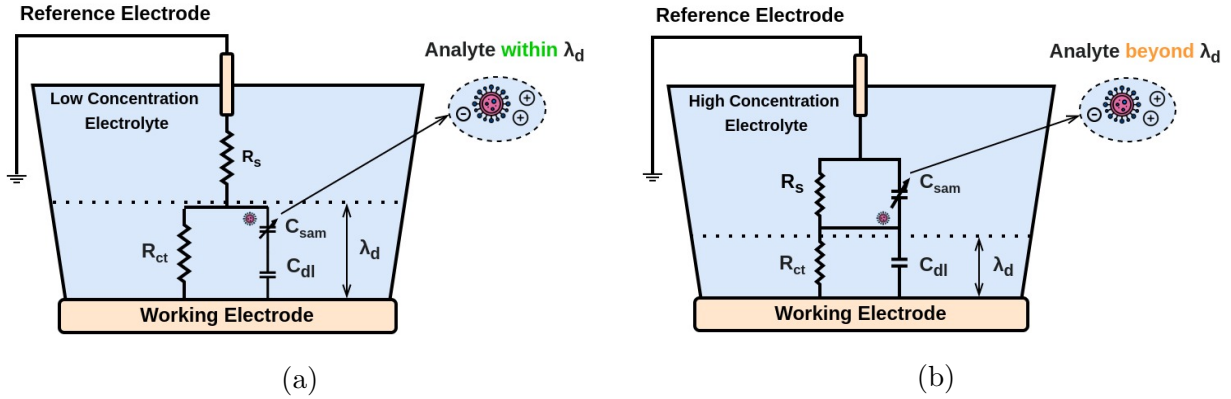 Reference Electrode
Analyte within λd
Low Concentration
Electrolyte
Rs
Csam
Rct
Cdl
λd
Working Electrode
(a)
Reference Electrode
Analyte beyond λd
High Concentration
Electrolyte
Rs
Csam
Rct
Cdl
λd
Working Electrode
(b)